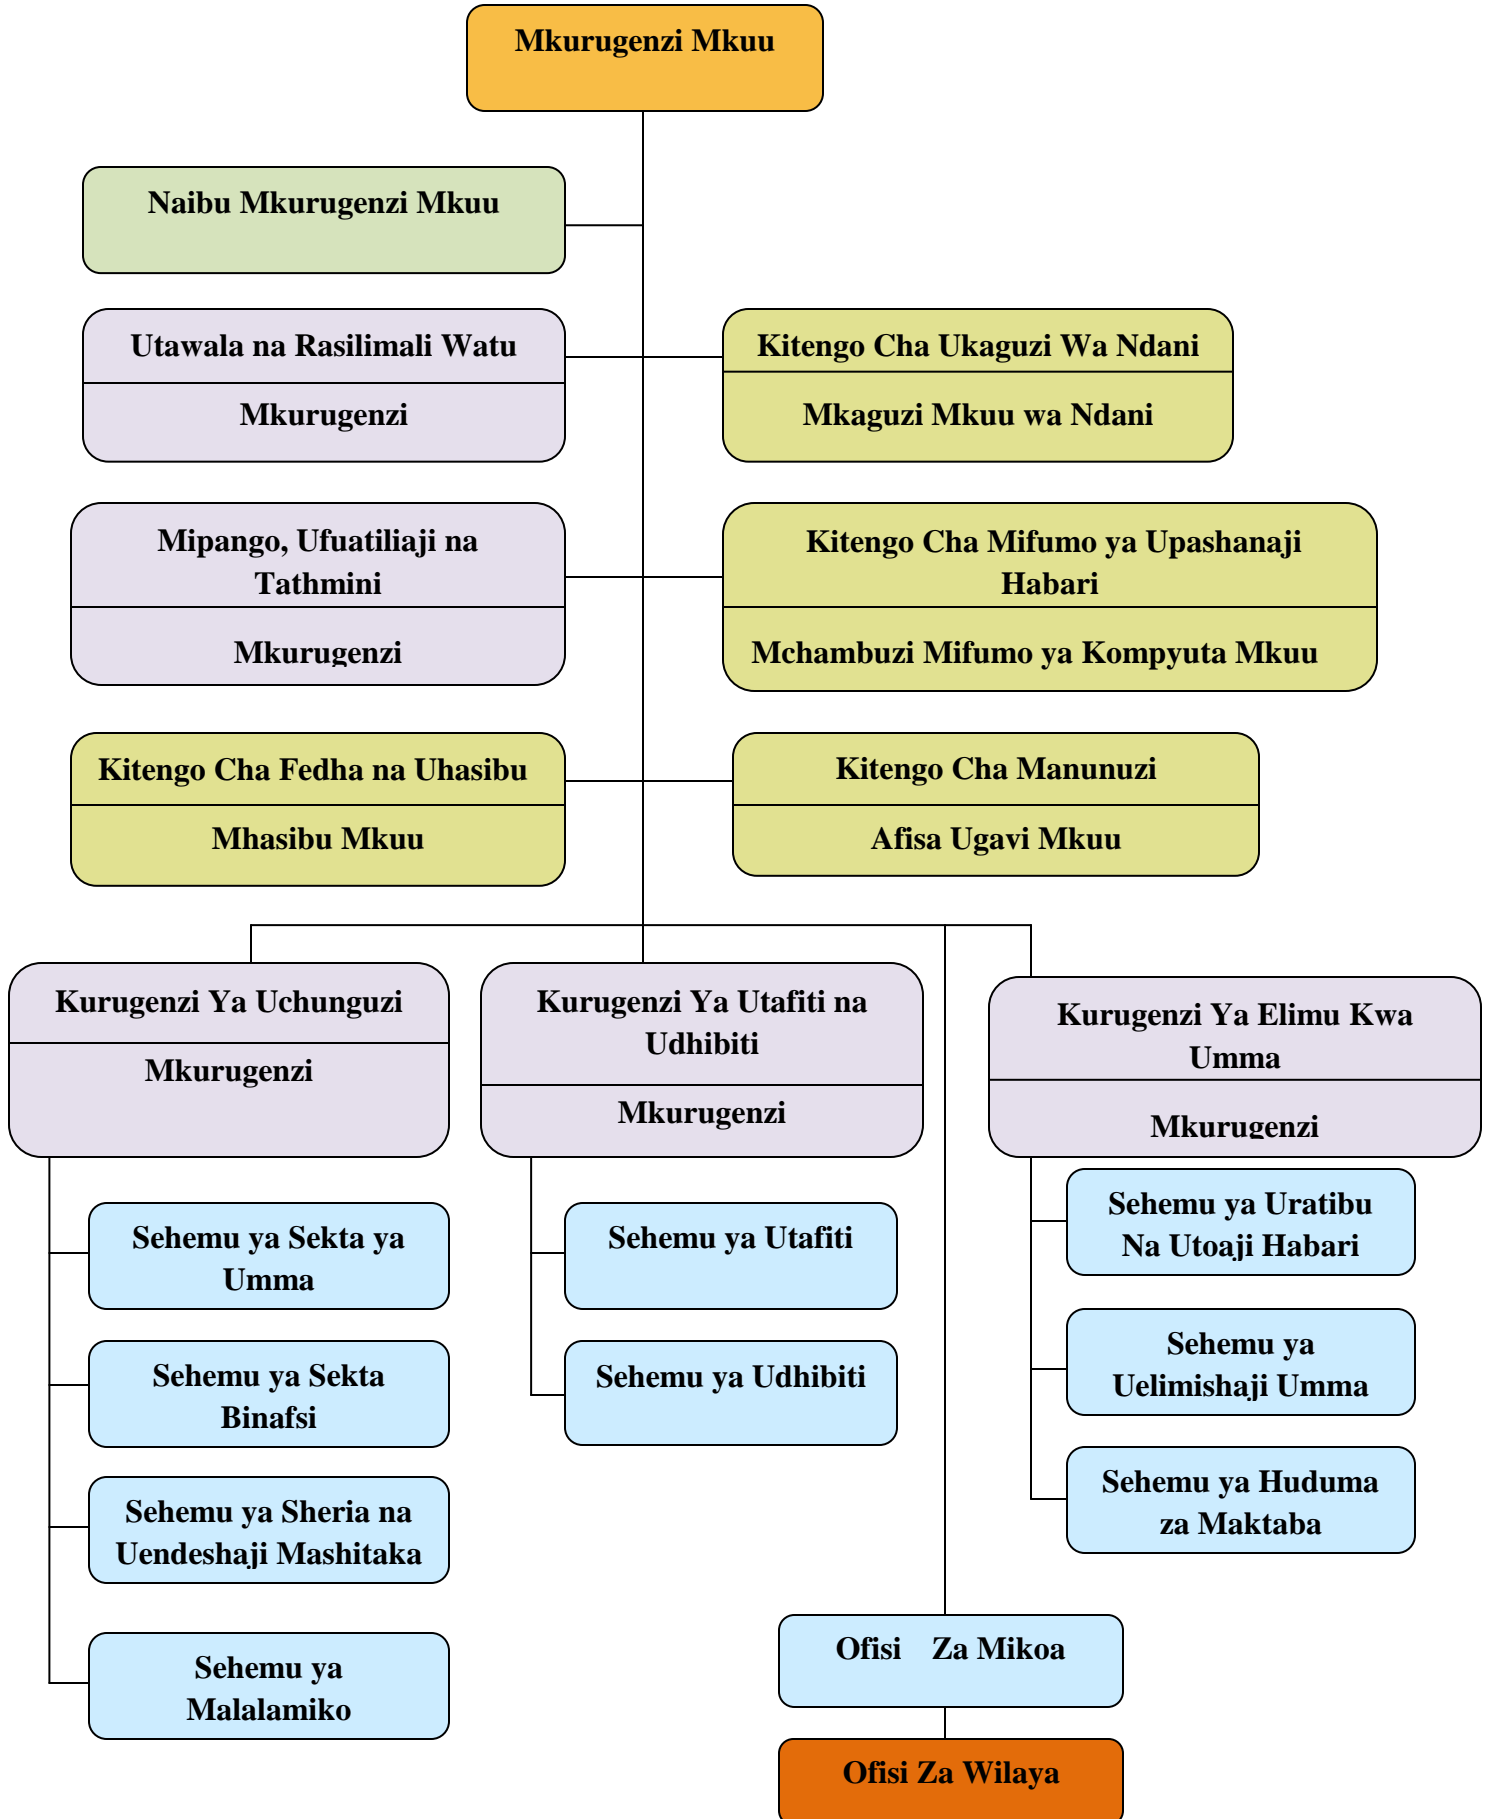 Mkurugenzi Mkuu
Naibu Mkurugenzi Mkuu
Utawala na Rasilimali Watu
Mkurugenzi
Kitengo Cha Ukaguzi Wa Ndani
Mkaguzi Mkuu wa Ndani
Mipango, Ufuatiliaji na
Tathmini
Mkurugenzi
Kitengo Cha Mifumo ya Upashanaji
Habari
Mchambuzi Mifumo ya Kompyuta Mkuu
Kitengo Cha Fedha na Uhasibu
Mhasibu Mkuu
Kitengo Cha Manunuzi
Afisa Ugavi Mkuu
Kurugenzi Ya Uchunguzi
Mkurugenzi
Kurugenzi Ya Utafiti na
Udhibiti
Mkurugenzi
Kurugenzi Ya Elimu Kwa
Umma
Mkurugenzi
Sehemu ya Sekta ya
Umma
Sehemu ya Sekta
Binafsi
Sehemu ya Sheria na
Uendeshaji Mashitaka
Sehemu ya
Malalamiko
Sehemu ya Utafiti
Sehemu ya Udhibiti
Sehemu ya Uratibu
Na Utoaji Habari
Sehemu ya
Uelimishaji Umma
Sehemu ya Huduma
za Maktaba
Ofisi Za Mikoa
Ofisi Za Wilaya